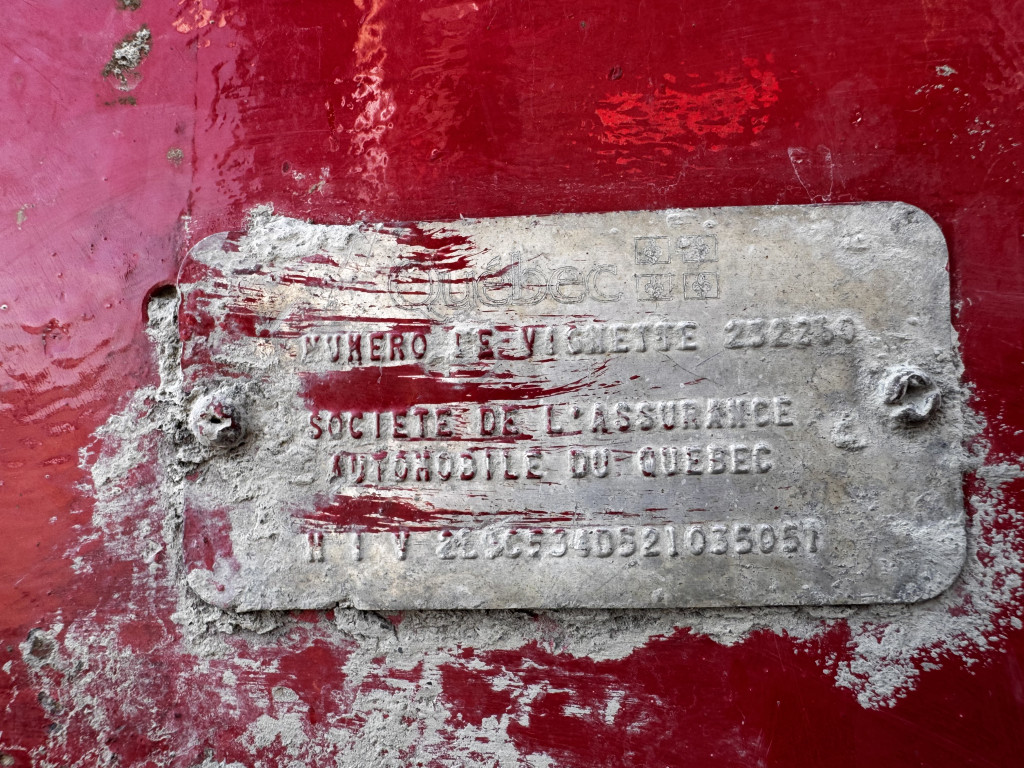 Québec
NUMERO DE VIGNETTE
SOCIETE DE L'ASSURANCE
AUTOMOBILE DU QUEBEC
N I V